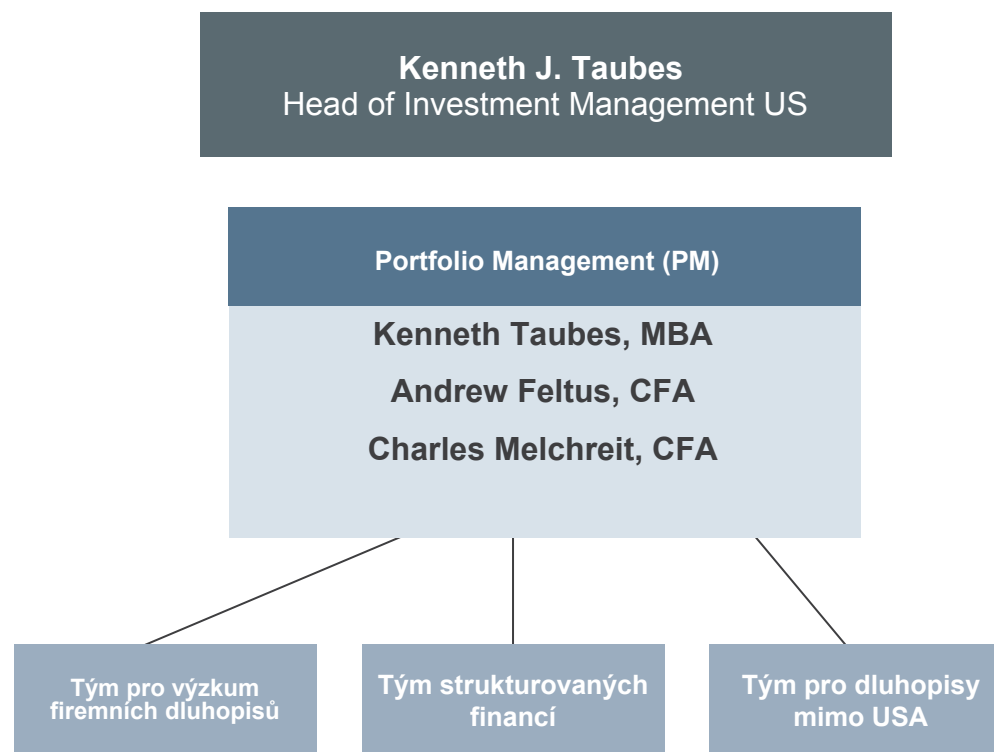 Kenneth J. Taubes
Head of Investment Management US
Portfolio Management (PM)
Kenneth Taubes, MBA
Andrew Feltus, CFA
Charles Melchreit, CFA
Tým pro výzkum
firemních dluhopisů
Tým strukturovaných
financí
Tým pro dluhopisy
mimo USA